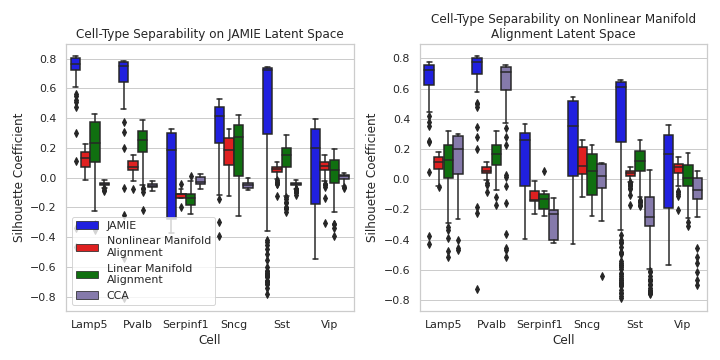 Cell-Type Separability on JAMIE Latent Space
Silhouette Coefficient
0.8
0.6
0.4
0.2
0.0
−0.2
−0.4
−0.6
−0.8
JAMIE
Nonlinear Manifold
Alignment
Linear Manifold
Alignment
CCA
Lamp5
Pvalb
Serpinf1
Sncg
Sst
Vip
Cell
Cell-Type Separability on Nonlinear Manifold
Alignment Latent Space
Silhouette Coefficient
0.8
0.6
0.4
0.2
0.0
−0.2
−0.4
−0.6
−0.8
Lamp5
Pvalb
Serpinf1
Sncg
Sst
Vip
Cell